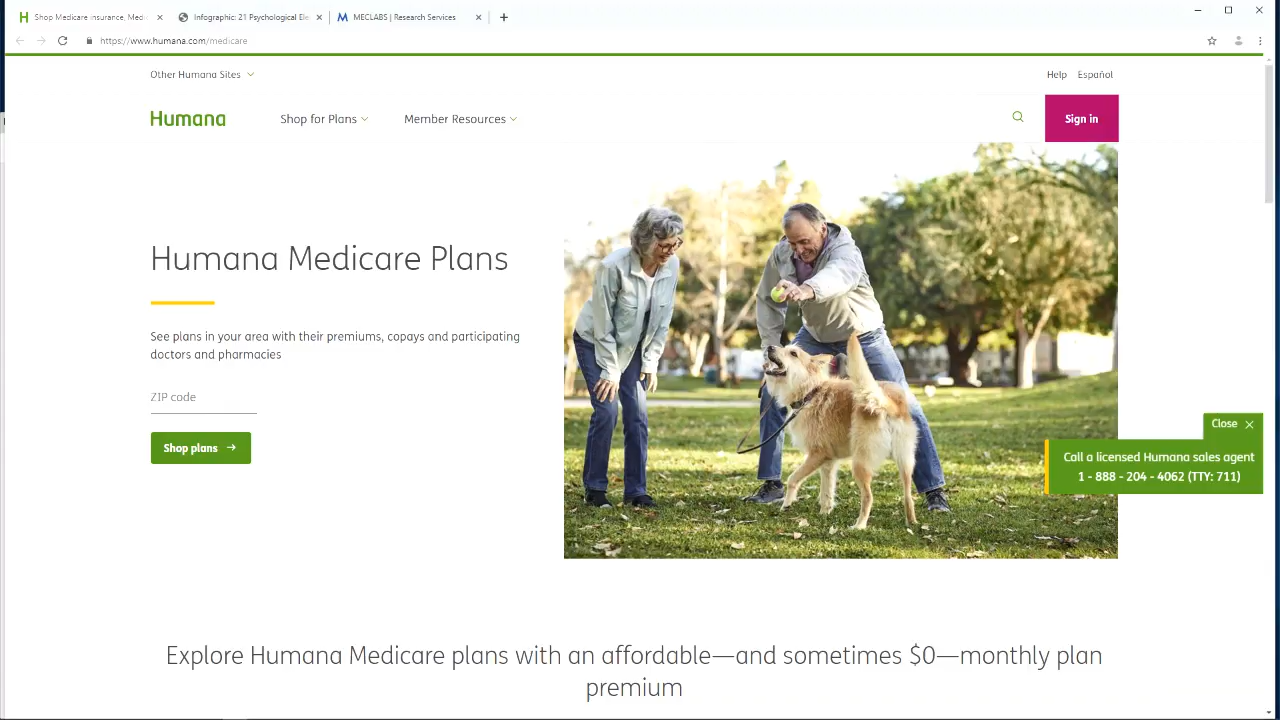 Shop Medicare insurance, Medi
Infographic: 21 Psychological Ele
MECLABS | Research Services
https://www.humana.com/medicare
Other Humana Sites
Help Español
Humana
Shop for Plans
Member Resources
Sign in
Humana Medicare Plans
See plans in your area with their premiums, copays and participating
doctors and pharmacies
ZIP code
Shop plans →
Close ×
Call a licensed Humana sales agent
1 - 888 - 204 - 4062 (TTY: 711)
Explore Humana Medicare plans with an affordable—and sometimes $0—monthly plan
premium